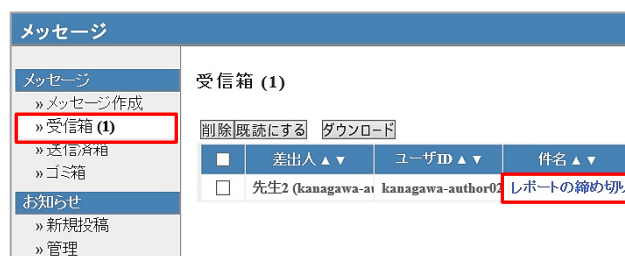 メッセージ
メッセージ
» メッセージ作成
» 受信箱 (1)
» 送信済箱
» ゴミ箱
お知らせ
» 新規投稿
» 管理
受信箱 (1)
削除 既読にする ダウンロード
差出人 ▲ ▼ ユーザID ▲ ▼ 件名 ▲ ▼
先生2 (kanagawa-au kanagawa-author02 レポートの締め切り